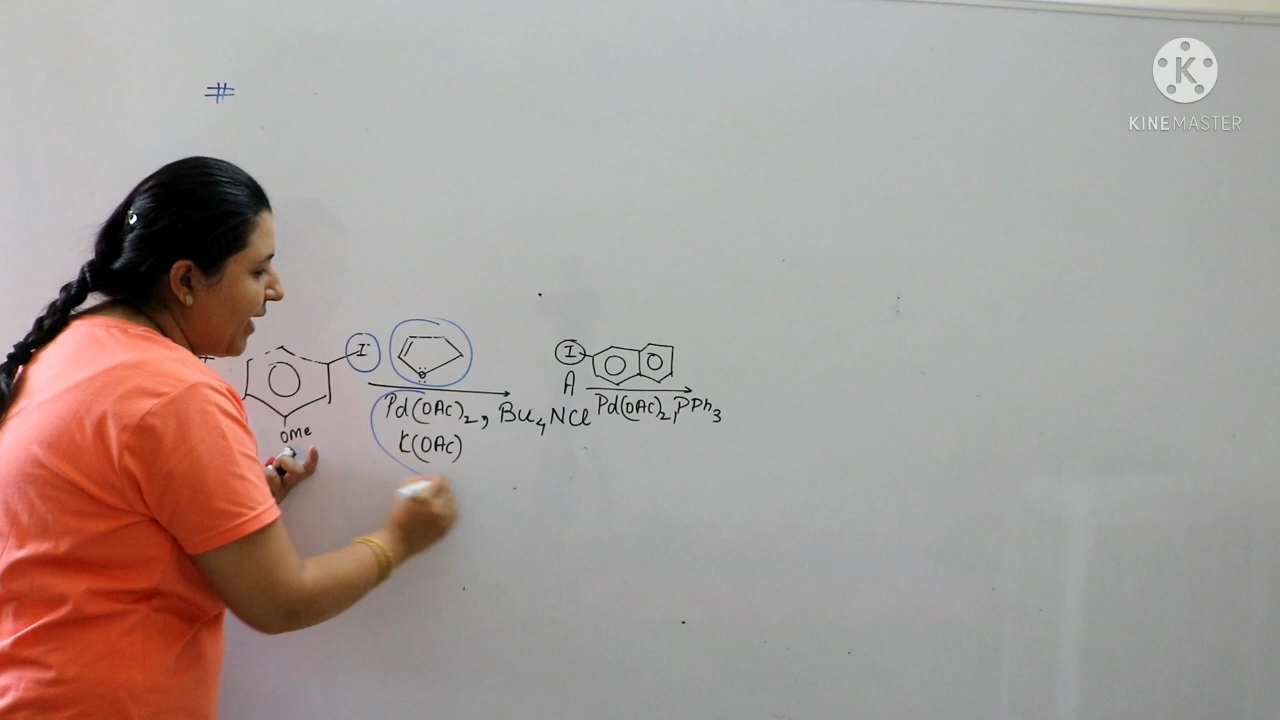 #
I
I
A
Pd(OAc)2, Bu4NCl Pd(OAc)2, PPh3
K(OAc)
OMe
K
KINEMASTER